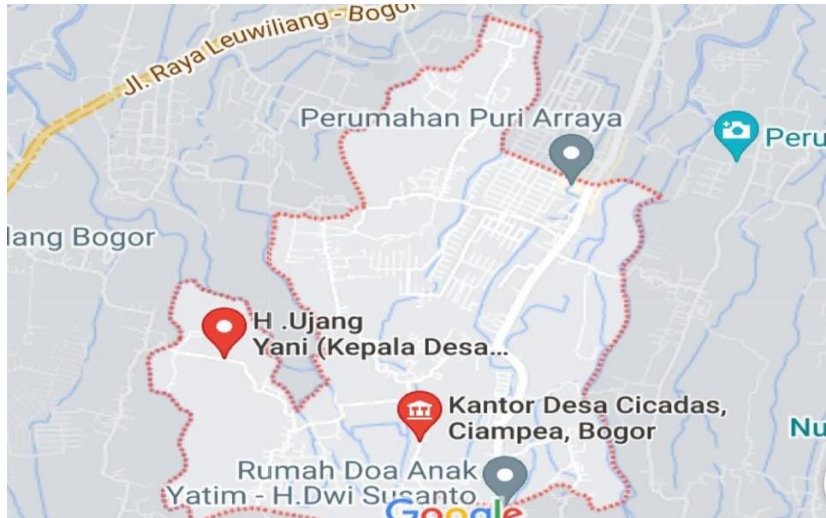 Jl. Raya Leuwiliang - Bogor
Perumahan Puri Arraya
Peru
lang Bogor
H .Ujang
Yani (Kepala Desa...
Kantor Desa Cicadas,
Ciampea, Bogor
Nu
Rumah Doa Anak
Yatim - H.Dwi Susanto
Google